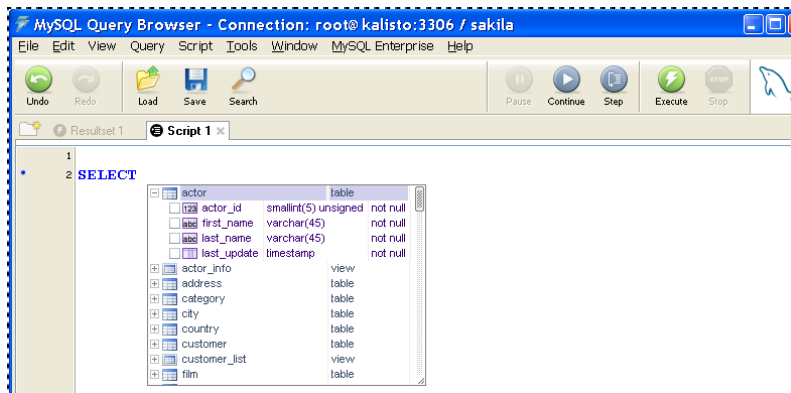 MySQL Query Browser - Connection: root@ kalisto:3306 / sakila
File Edit View Query Script Tools Window MySQL Enterprise Help
Undo Redo Load Save Search Pause Continue Step Execute Stop
Resultset 1 Script 1
1
2 SELECT
actor table
123 actor_id smallint(5) unsigned not null
abc first_name varchar(45) not null
abc last_name varchar(45) not null
last_update timestamp not null
actor_info view
address table
category table
city table
country table
customer table
customer_list view
film table